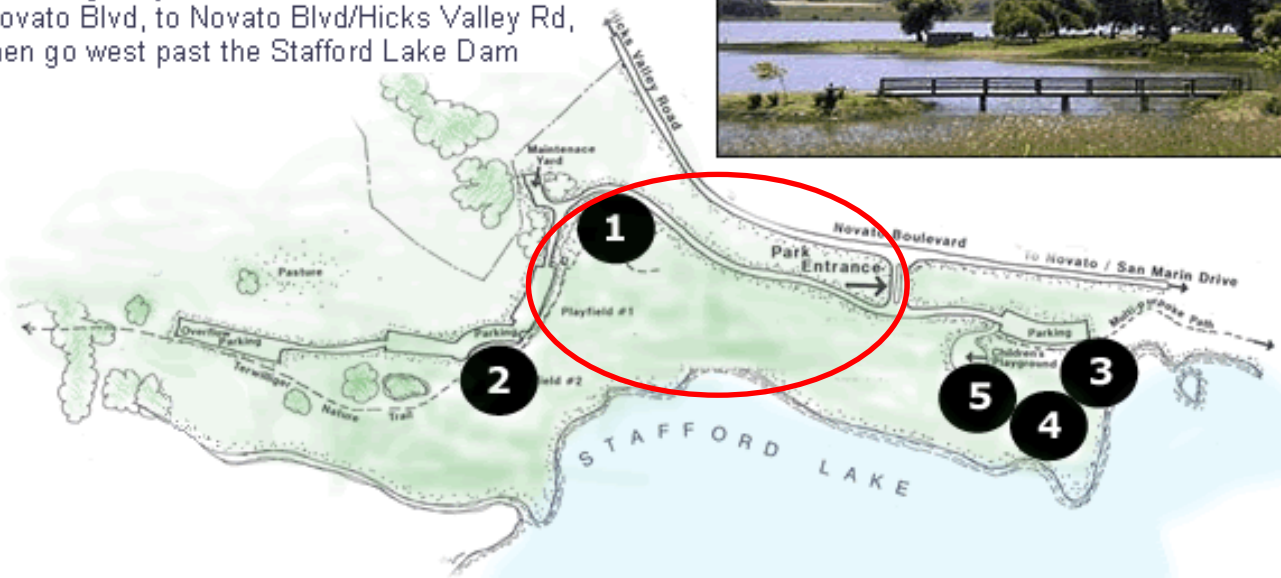 ovato Blvd, to Novato Blvd/Hicks Valley Rd,
en go west past the Stafford Lake Dam
Hicks Valley Road
Maintenace
Yard
1
Novato Boulevard
Park
Entrance
To Novato / San Marin Drive
Pasture
Playfield #1
Multi-Purpose Path
Overflow
Parking
Parking
Parking
Children's
Playground
3
2
ield #2
5
4
Terwilliger
Nature
Trail
STAFFORD LAKE